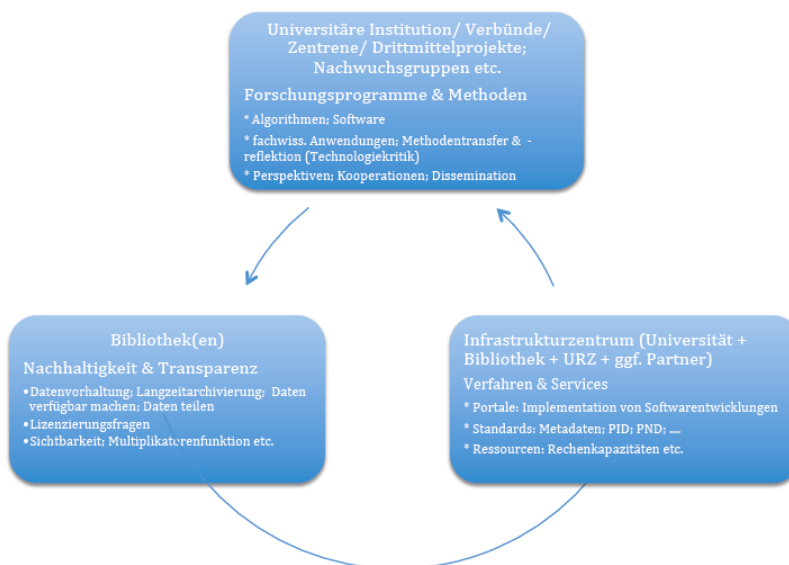 Universitäre Institution/ Verbünde/
Zentrene/ Drittmittelprojekte;
Nachwuchsgruppen etc.
Forschungsprogramme & Methoden
* Algorithmen; Software
* fachwiss. Anwendungen; Methodentransfer & -
reflektion (Technologiekritik)
* Perspektiven; Kooperationen; Dissemination
Bibliothek(en)
Nachhaltigkeit & Transparenz
•Datenvorhaltung; Langzeitarchivierung; Daten
verfügbar machen; Daten teilen
•Lizenzierungsfragen
•Sichtbarkeit; Multiplikatorenfunktion etc.
Infrastrukturzentrum (Universität +
Bibliothek + URZ + ggf. Partner)
Verfahren & Services
* Portale: Implementation von Softwarentwicklungen
* Standards: Metadaten; PID; PND; ....
* Ressourcen: Rechenkapazitäten etc.